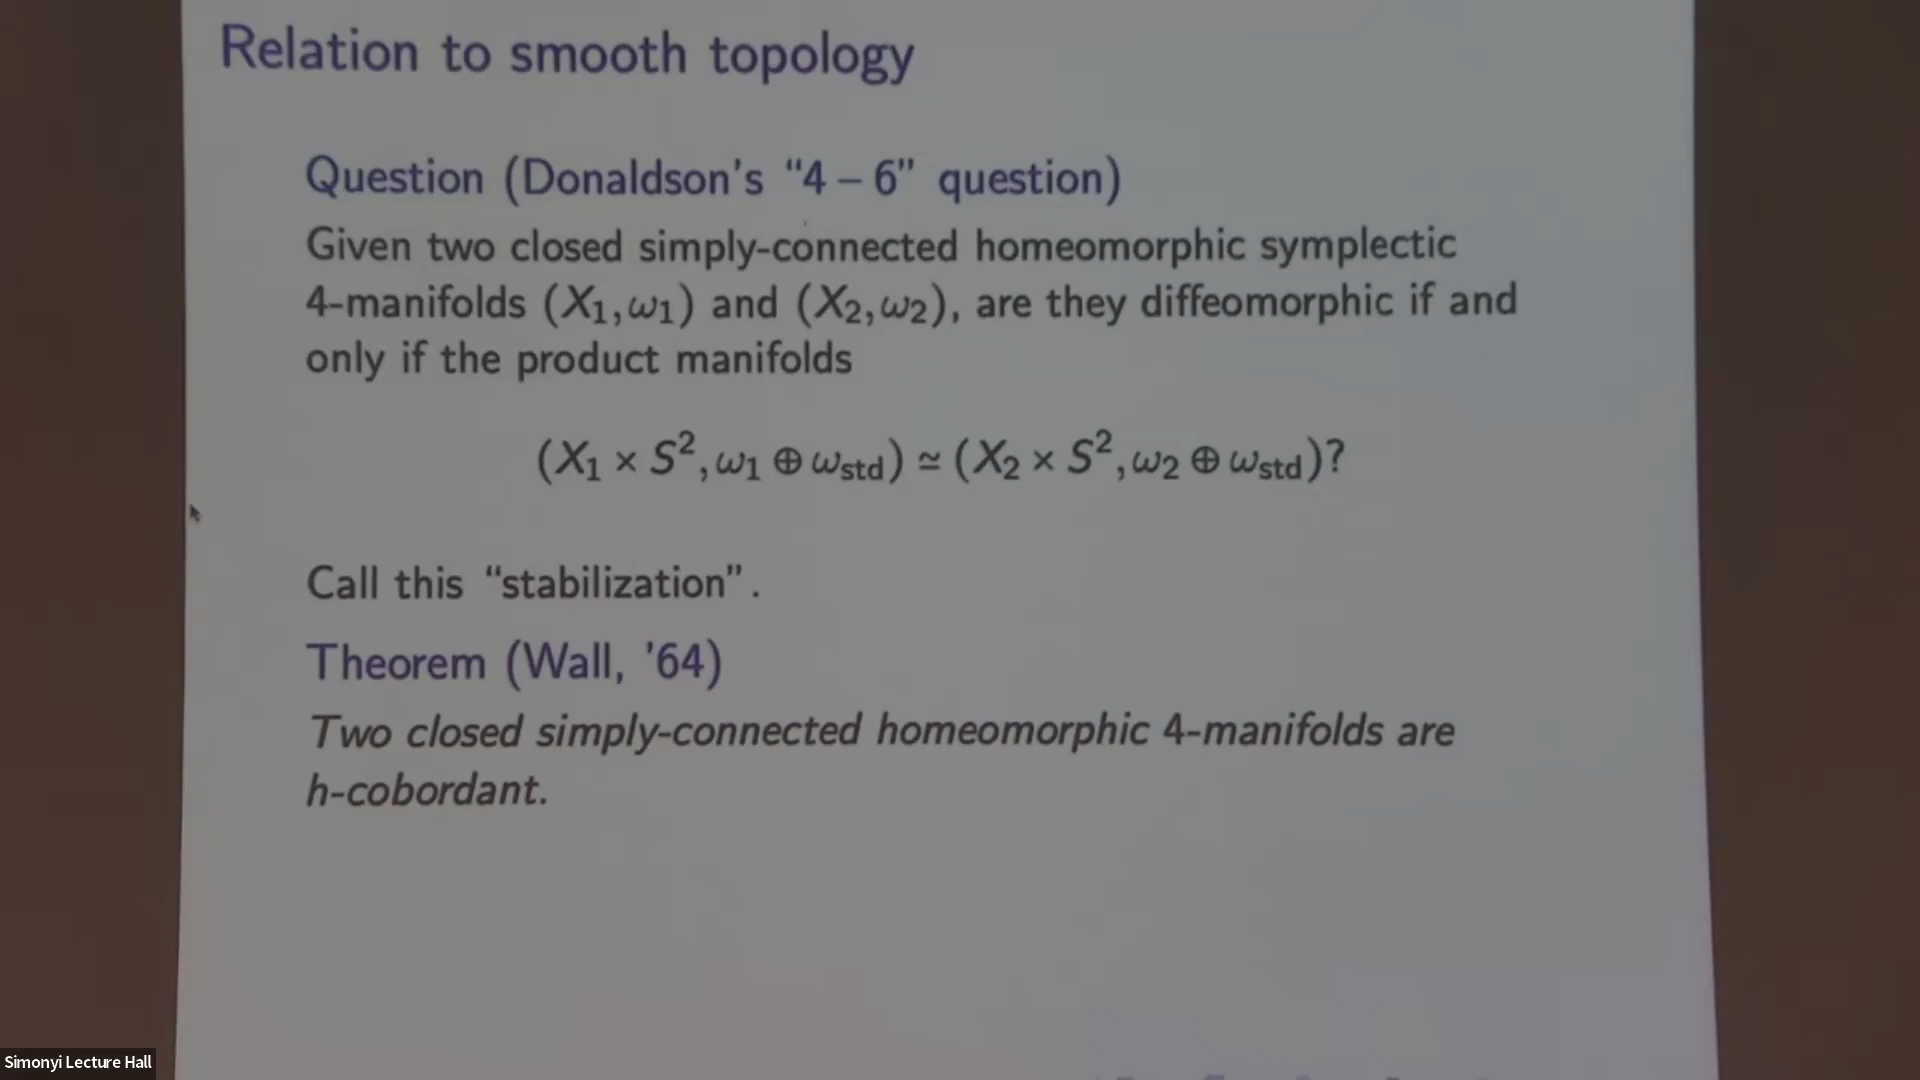 Relation to smooth topology
Question (Donaldson's “4 – 6” question)
Given two closed simply-connected homeomorphic symplectic
4-manifolds (X₁, ω₁) and (X₂, ω₂), are they diffeomorphic if and
only if the product manifolds
(X₁ × S², ω₁ ⊕ ω_std) ≃ (X₂ × S², ω₂ ⊕ ω_std)?
Call this “stabilization”.
Theorem (Wall, '64)
Two closed simply-connected homeomorphic 4-manifolds are
h-cobordant.
Simonyi Lecture Hall